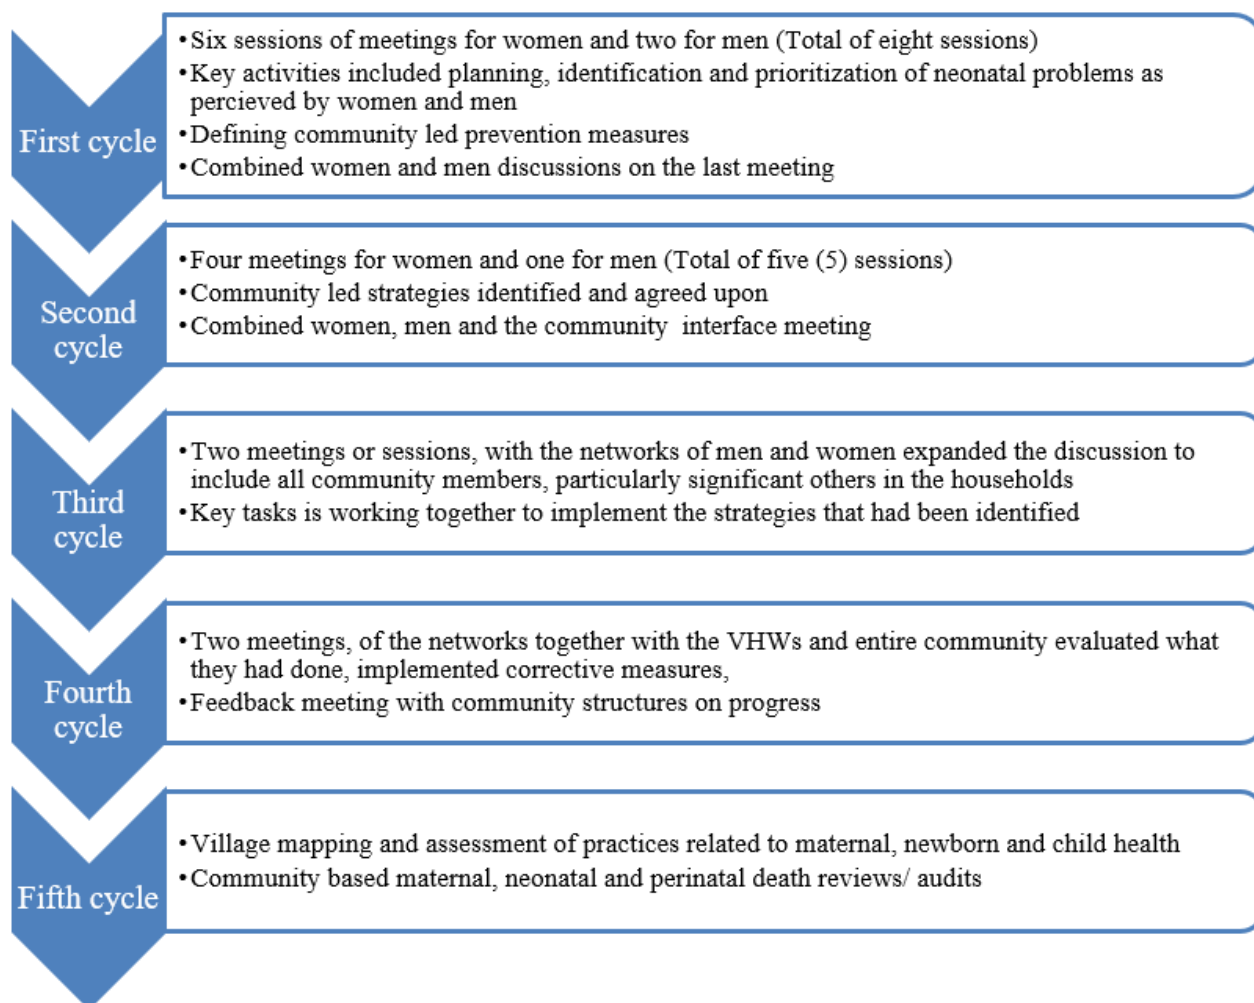 First cycle
•Six sessions of meetings for women and two for men (Total of eight sessions)
•Key activities included planning, identification and prioritization of neonatal problems as
percieved by women and men
•Defining community led prevention measures
•Combined women and men discussions on the last meeting
Second
cycle
•Four meetings for women and one for men (Total of five (5) sessions)
•Community led strategies identified and agreed upon
•Combined women, men and the community  interface meeting
Third
cycle
•Two meetings or sessions, with the networks of men and women expanded the discussion to
include all community members, particularly significant others in the households
•Key tasks is working together to implement the strategies that had been identified
Fourth
cycle
•Two meetings, of the networks together with the VHWs and entire community evaluated what
they had done, implemented corrective measures,
•Feedback meeting with community structures on progress
Fifth cycle
•Village mapping and assessment of practices related to maternal, newborn and child health
•Community based maternal, neonatal and perinatal death reviews/ audits